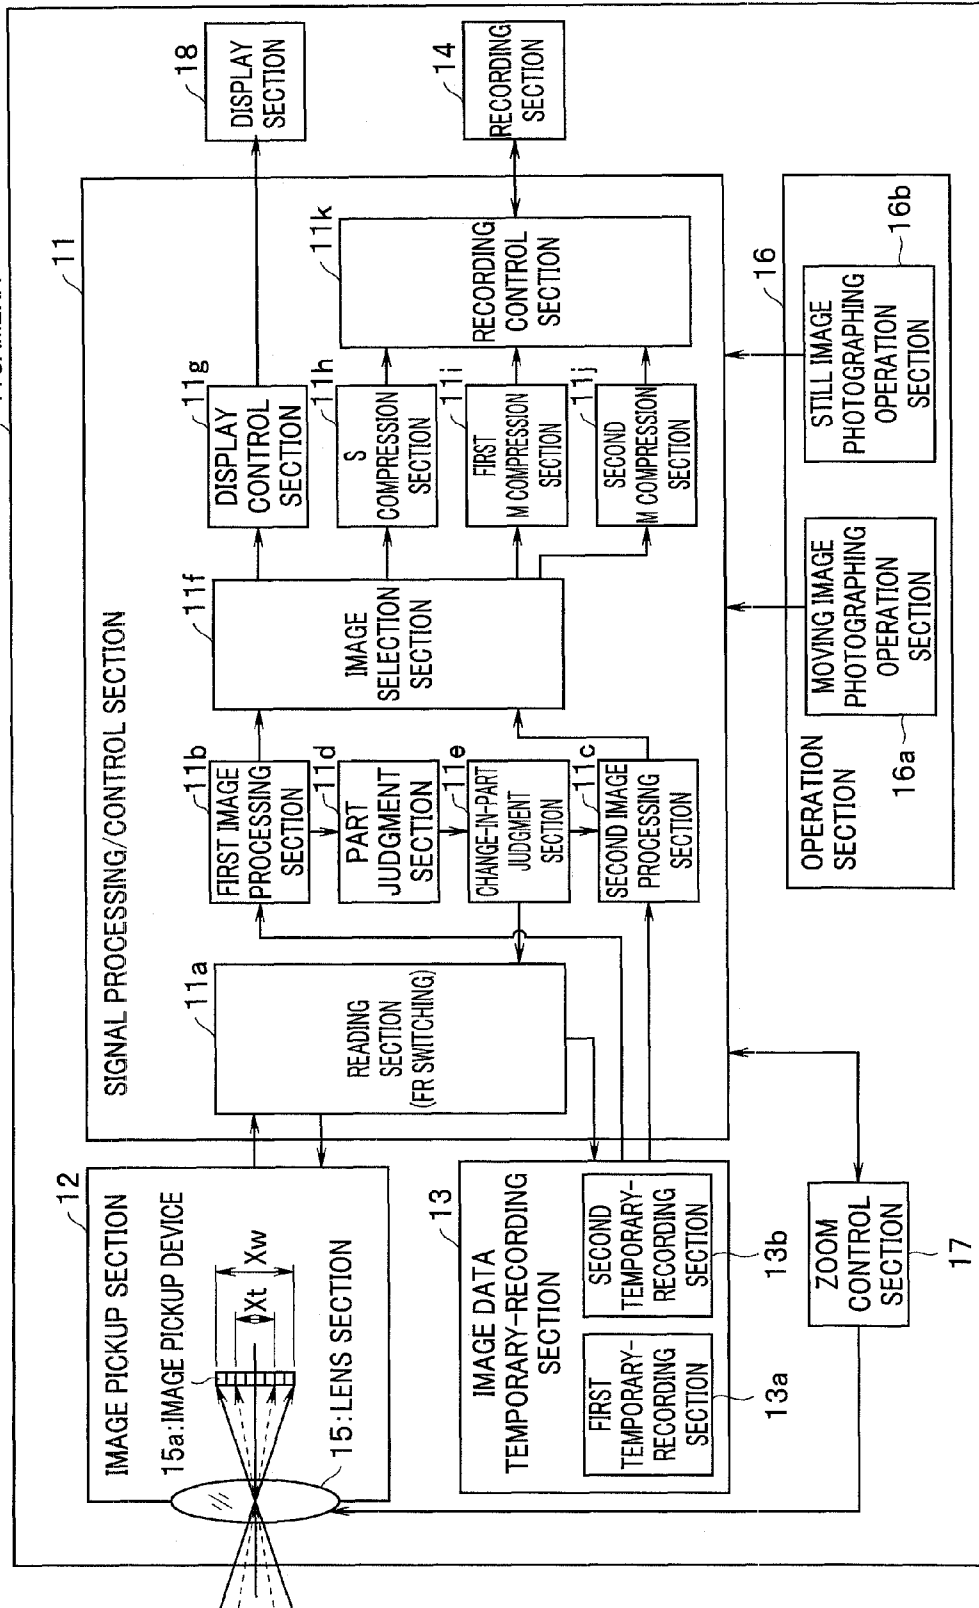 SIGNAL PROCESSING/CONTROL SECTION
11
IMAGE PICKUP SECTION
12
15a:IMAGE PICKUP DEVICE
Xw
Xt
15:LENS SECTION
11a
READING
SECTION
(FR SWITCHING)
11b
FIRST IMAGE
PROCESSING
SECTION
11d
PART
JUDGMENT
SECTION
11e
CHANGE-IN-PART
JUDGMENT
SECTION
11c
SECOND IMAGE
PROCESSING
SECTION
11f
IMAGE
SELECTION
SECTION
11g
DISPLAY
CONTROL
SECTION
11h
S
COMPRESSION
SECTION
11i
FIRST
M COMPRESSION
SECTION
11j
SECOND
M COMPRESSION
SECTION
11k
RECORDING
CONTROL
SECTION
18
DISPLAY
SECTION
14
RECORDING
SECTION
13
IMAGE DATA
TEMPORARY-RECORDING
SECTION
FIRST
TEMPORARY-
RECORDING
SECTION
13a
SECOND
TEMPORARY-
RECORDING
SECTION
13b
ZOOM
CONTROL
SECTION
17
OPERATION
SECTION
16
MOVING IMAGE
PHOTOGRAPHING
OPERATION
SECTION
16a
STILL IMAGE
PHOTOGRAPHING
OPERATION
SECTION
16b